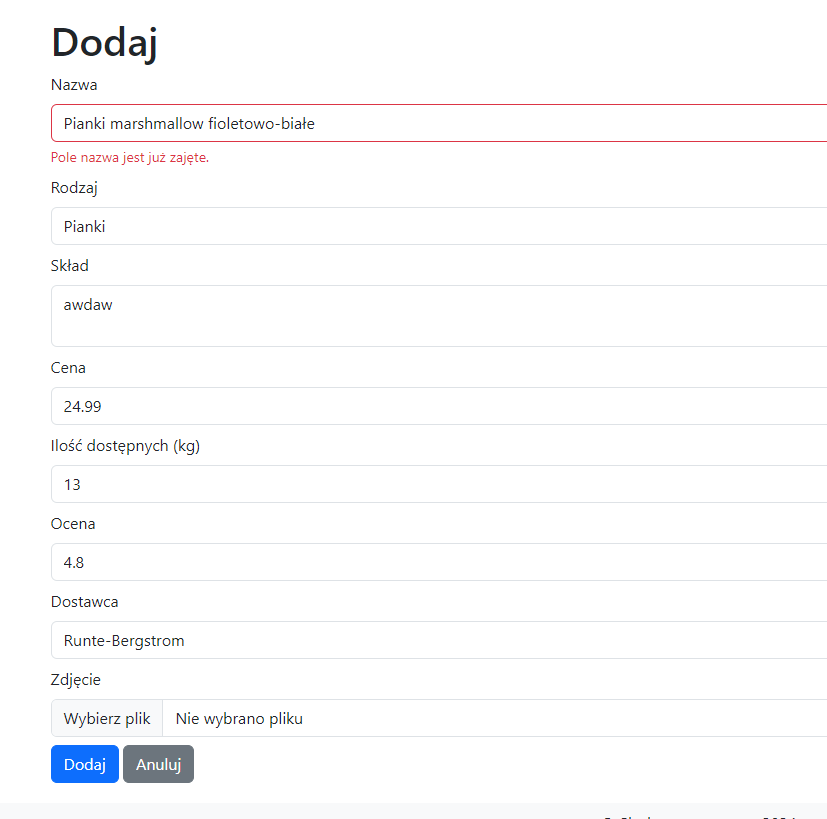 Dodaj
Nazwa
Pianki marshmallow fioletowo-białe
Pole nazwa jest już zajęte.
Rodzaj
Pianki
Skład
awdaw
Cena
24.99
Ilość dostępnych (kg)
13
Ocena
4.8
Dostawca
Runte-Bergstrom
Zdjęcie
Wybierz plik Nie wybrano pliku
Dodaj Anuluj